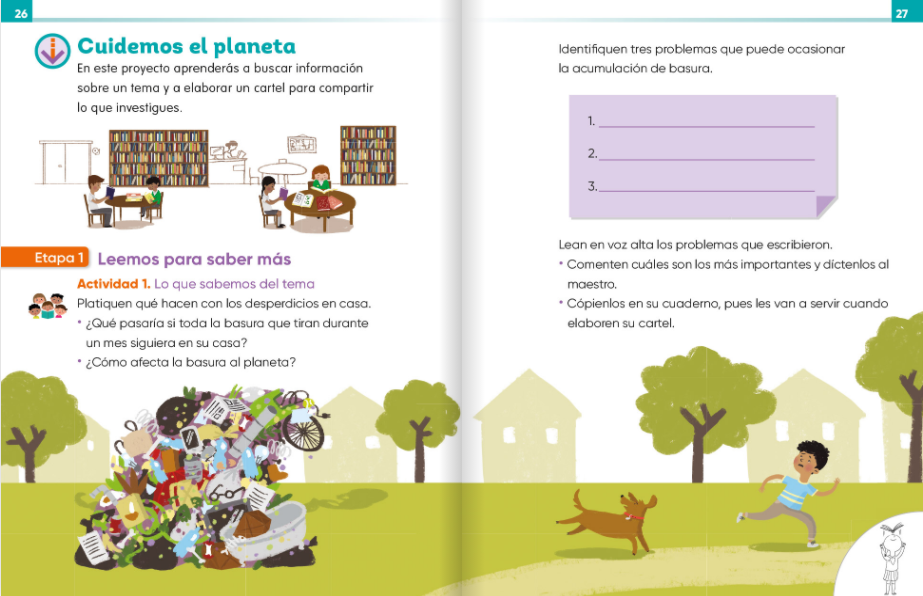 26
Cuidemos el planeta
En este proyecto aprenderás a buscar información
sobre un tema y a elaborar un cartel para compartir
lo que investigues.
Etapa 1 Leemos para saber más
Actividad 1. Lo que sabemos del tema
Platiquen qué hacen con los desperdicios en casa.
• ¿Qué pasaría si toda la basura que tiran durante
un mes siguiera en su casa?
• ¿Cómo afecta la basura al planeta?
27
Identifiquen tres problemas que puede ocasionar
la acumulación de basura.
1.
2.
3.
Lean en voz alta los problemas que escribieron.
• Comenten cuáles son los más importantes y díctenlos al
maestro.
• Cópienlos en su cuaderno, pues les van a servir cuando
elaboren su cartel.